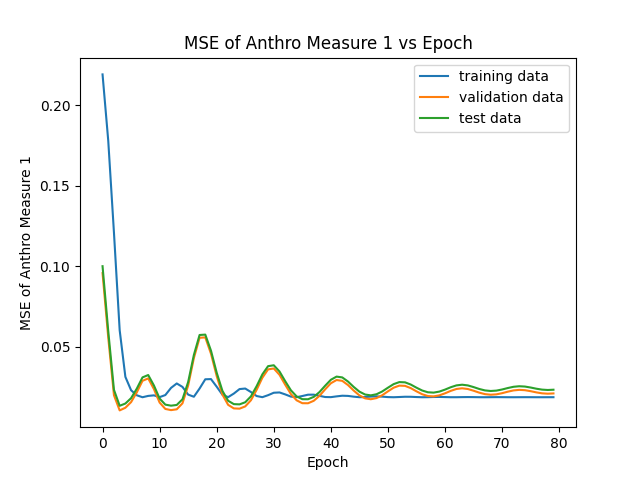 MSE of Anthro Measure 1 vs Epoch
training data
validation data
test data
MSE of Anthro Measure 1
0.20
0.15
0.10
0.05
0 10 20 30 40 50 60 70 80
Epoch